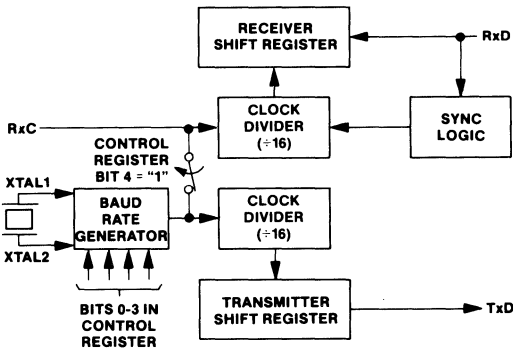 RECEIVER
SHIFT REGISTER
RxD
RxC
CLOCK
DIVIDER
(÷16)
SYNC
LOGIC
CONTROL
REGISTER
BIT 4 = "1"
XTAL1
XTAL2
BAUD
RATE
GENERATOR
CLOCK
DIVIDER
(÷16)
BITS 0-3 IN
CONTROL
REGISTER
TRANSMITTER
SHIFT REGISTER
TxD